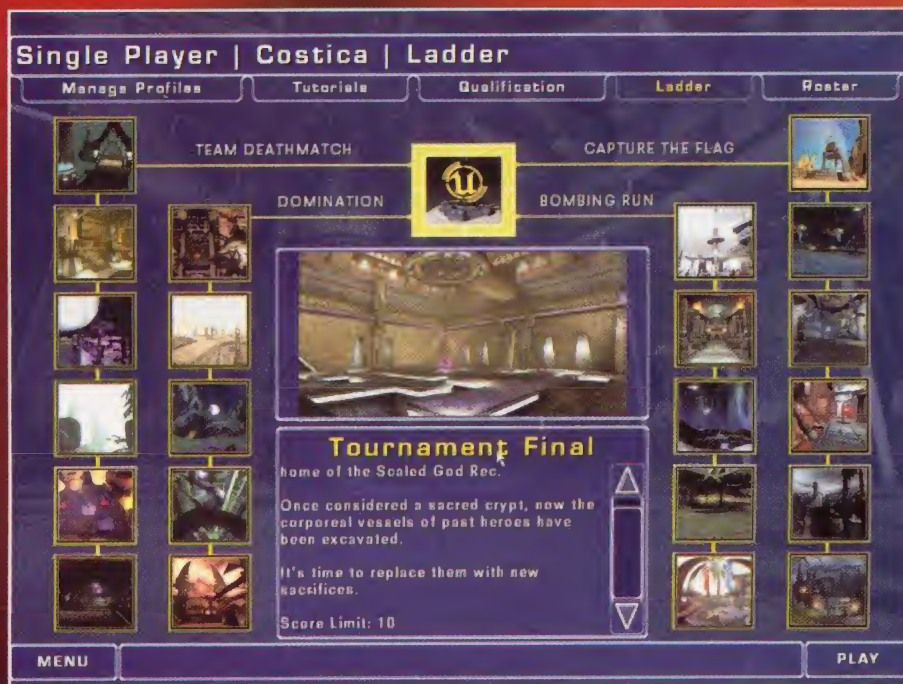 Single Player | Costica | Ladder
Manage Profiles
Tutorials
Qualification
Ladder
Roster
TEAM DEATHMATCH
CAPTURE THE FLAG
DOMINATION
BOMBING RUN
Tournament Final
home of the Scaled God Rec.
Once considered a sacred crypt, now the
corporeal vessels of past heroes have
been excavated.
It's time to replace them with new
sacrifices.
Score Limit: 10
MENU
PLAY